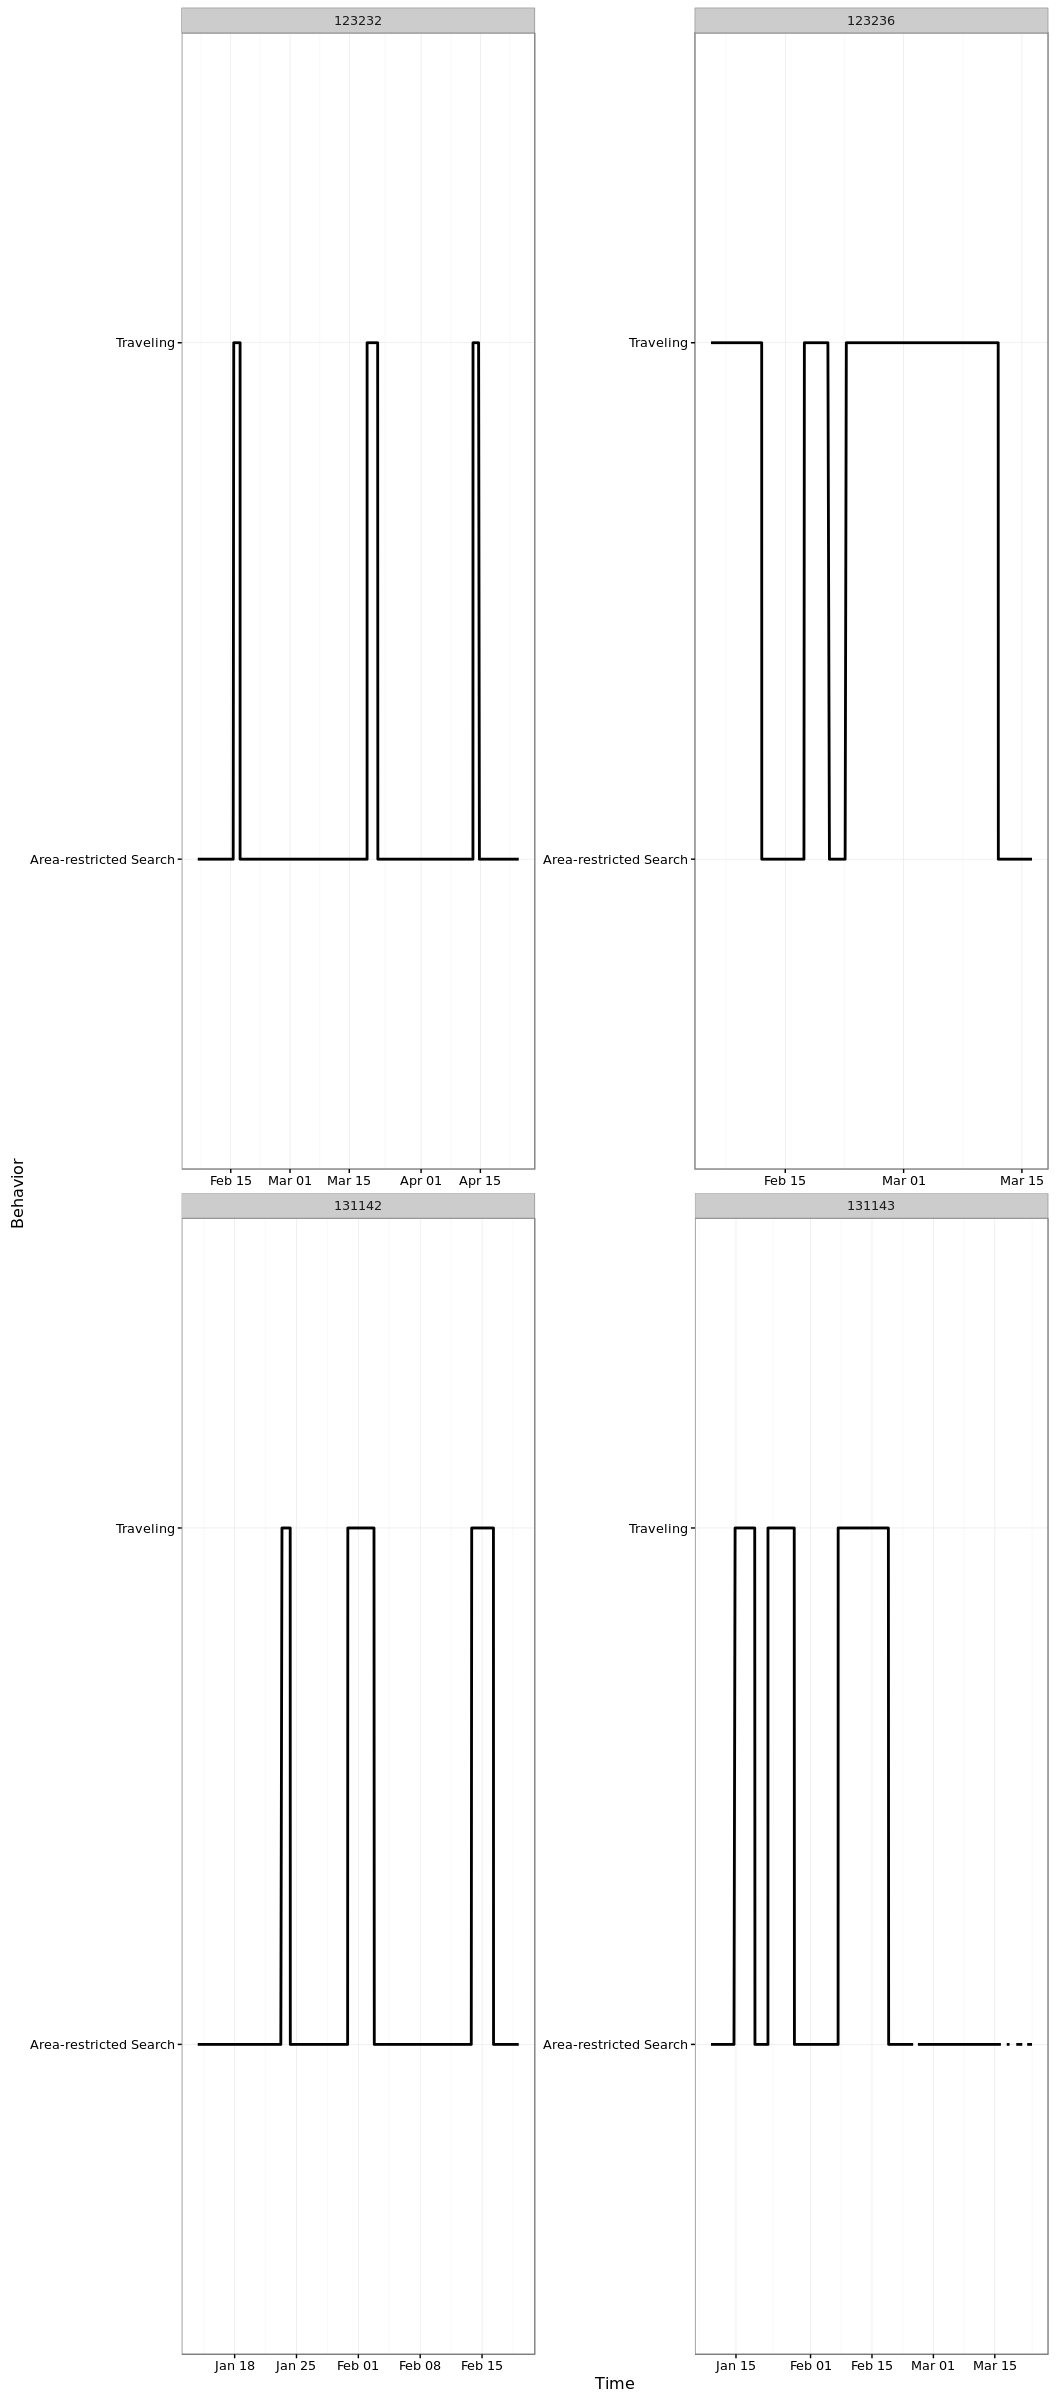 123232
123236
Traveling
Traveling
Area-restricted Search
Area-restricted Search
Feb 15 Mar 01 Mar 15 Apr 01 Apr 15
Feb 15 Mar 01 Mar 15
Behavior
131142
131143
Traveling
Traveling
Area-restricted Search
Area-restricted Search
Jan 18 Jan 25 Feb 01 Feb 08 Feb 15
Jan 15 Feb 01 Feb 15 Mar 01 Mar 15
Time